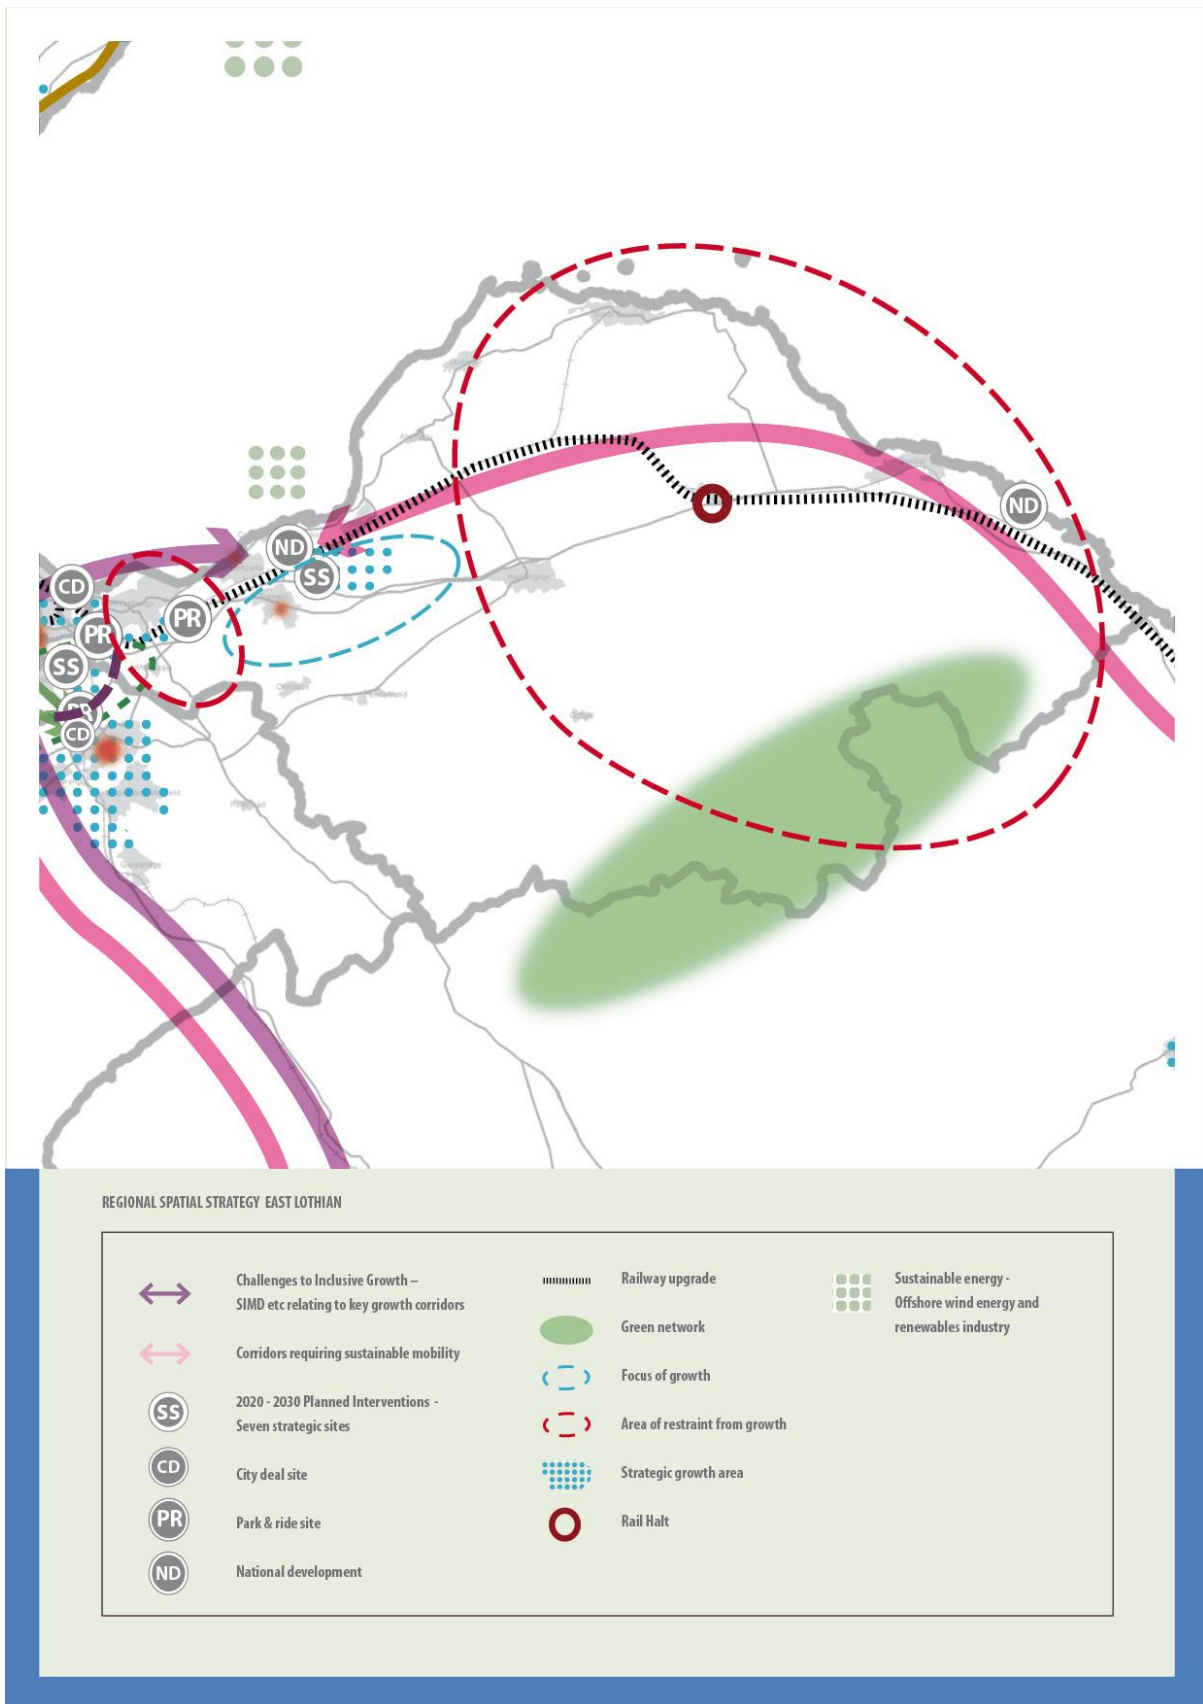 ND
ND
SS
CD
PR
PR
SS
PR
CD
REGIONAL SPATIAL STRATEGY EAST LOTHIAN
Challenges to Inclusive Growth –
SIMD etc relating to key growth corridors
Corridors requiring sustainable mobility
SS
2020 - 2030 Planned Interventions -
Seven strategic sites
CD
City deal site
PR
Park & ride site
ND
National development
Railway upgrade
Green network
Focus of growth
Area of restraint from growth
Strategic growth area
Rail Halt
Sustainable energy -
Offshore wind energy and
renewables industry